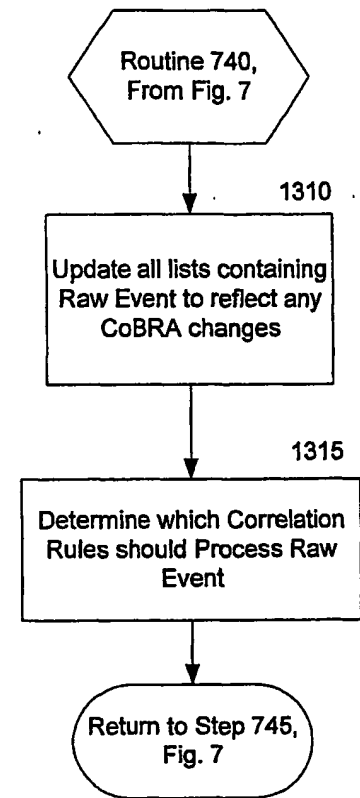 Routine 740,
From Fig. 7
1310
Update all lists containing
Raw Event to reflect any
CoBRA changes
1315
Determine which Correlation
Rules should Process Raw
Event
Return to Step 745,
Fig. 7